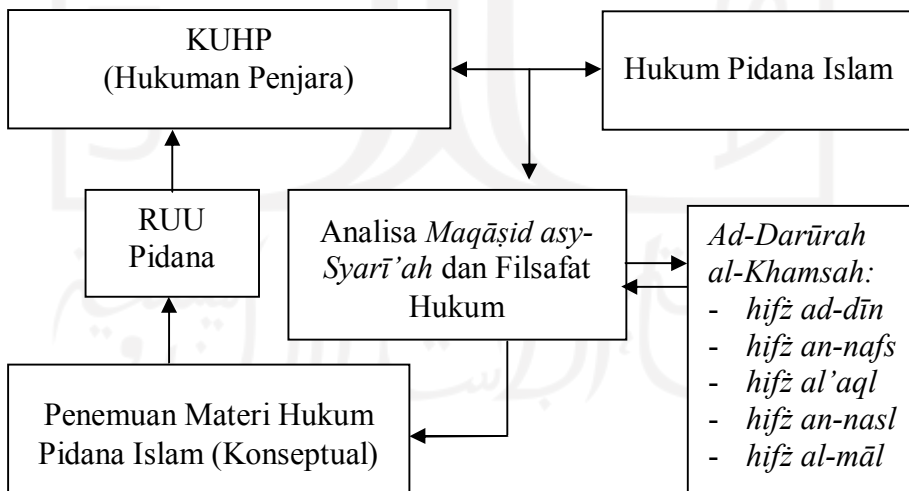 KUHP
(Hukuman Penjara)
Hukum Pidana Islam
RUU
Pidana
Analisa Maqāṣid asy-
Syarī’ah dan Filsafat
Hukum
Ad-Darūrah
al-Khamsah:
- hifż ad-dīn
- hifż an-nafs
- hifż al’aql
- hifż an-nasl
- hifż al-māl
Penemuan Materi Hukum
Pidana Islam (Konseptual)